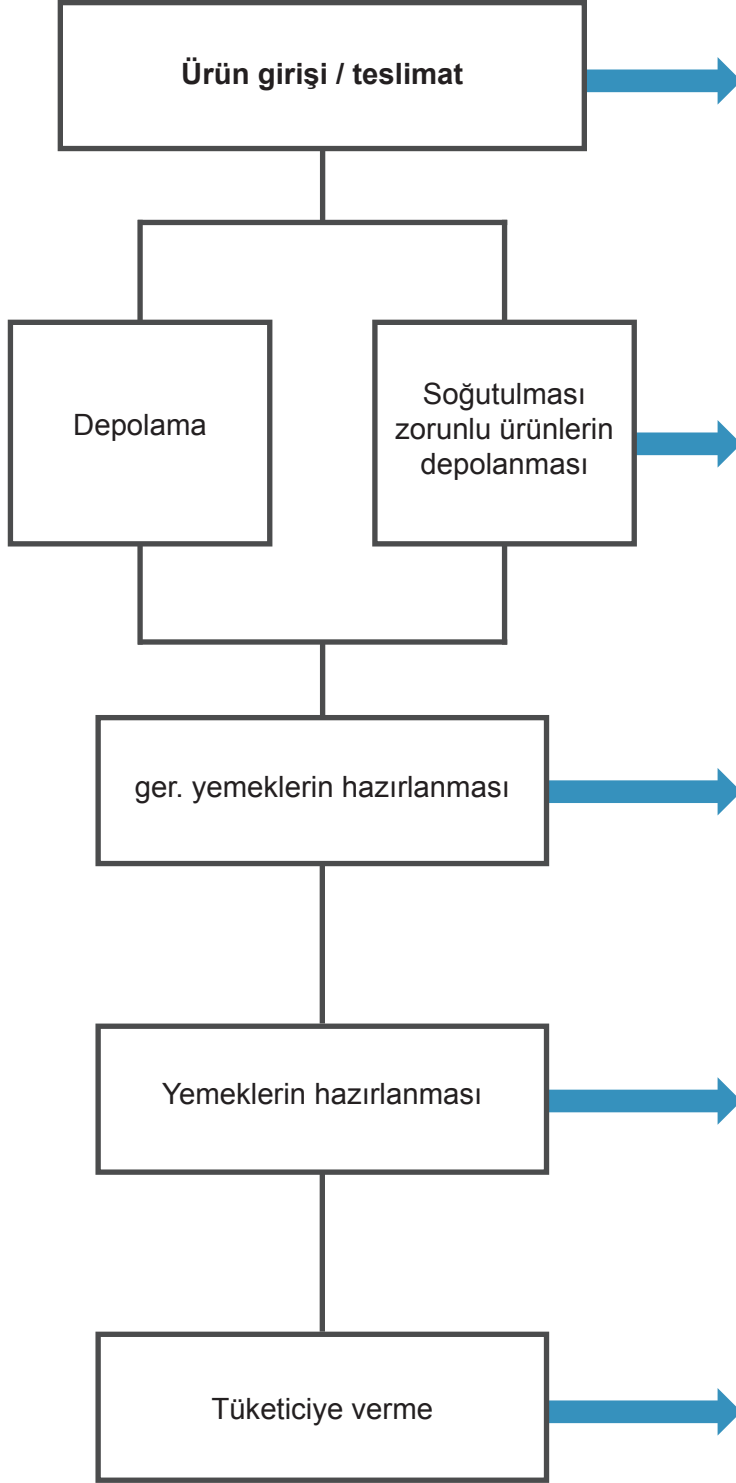 Ürün girişi / teslimat
Depolama
Soğutulması
zorunlu ürünlerin
depolanması
ger. yemeklerin hazırlanması
Yemeklerin hazırlanması
Tüketiciye verme